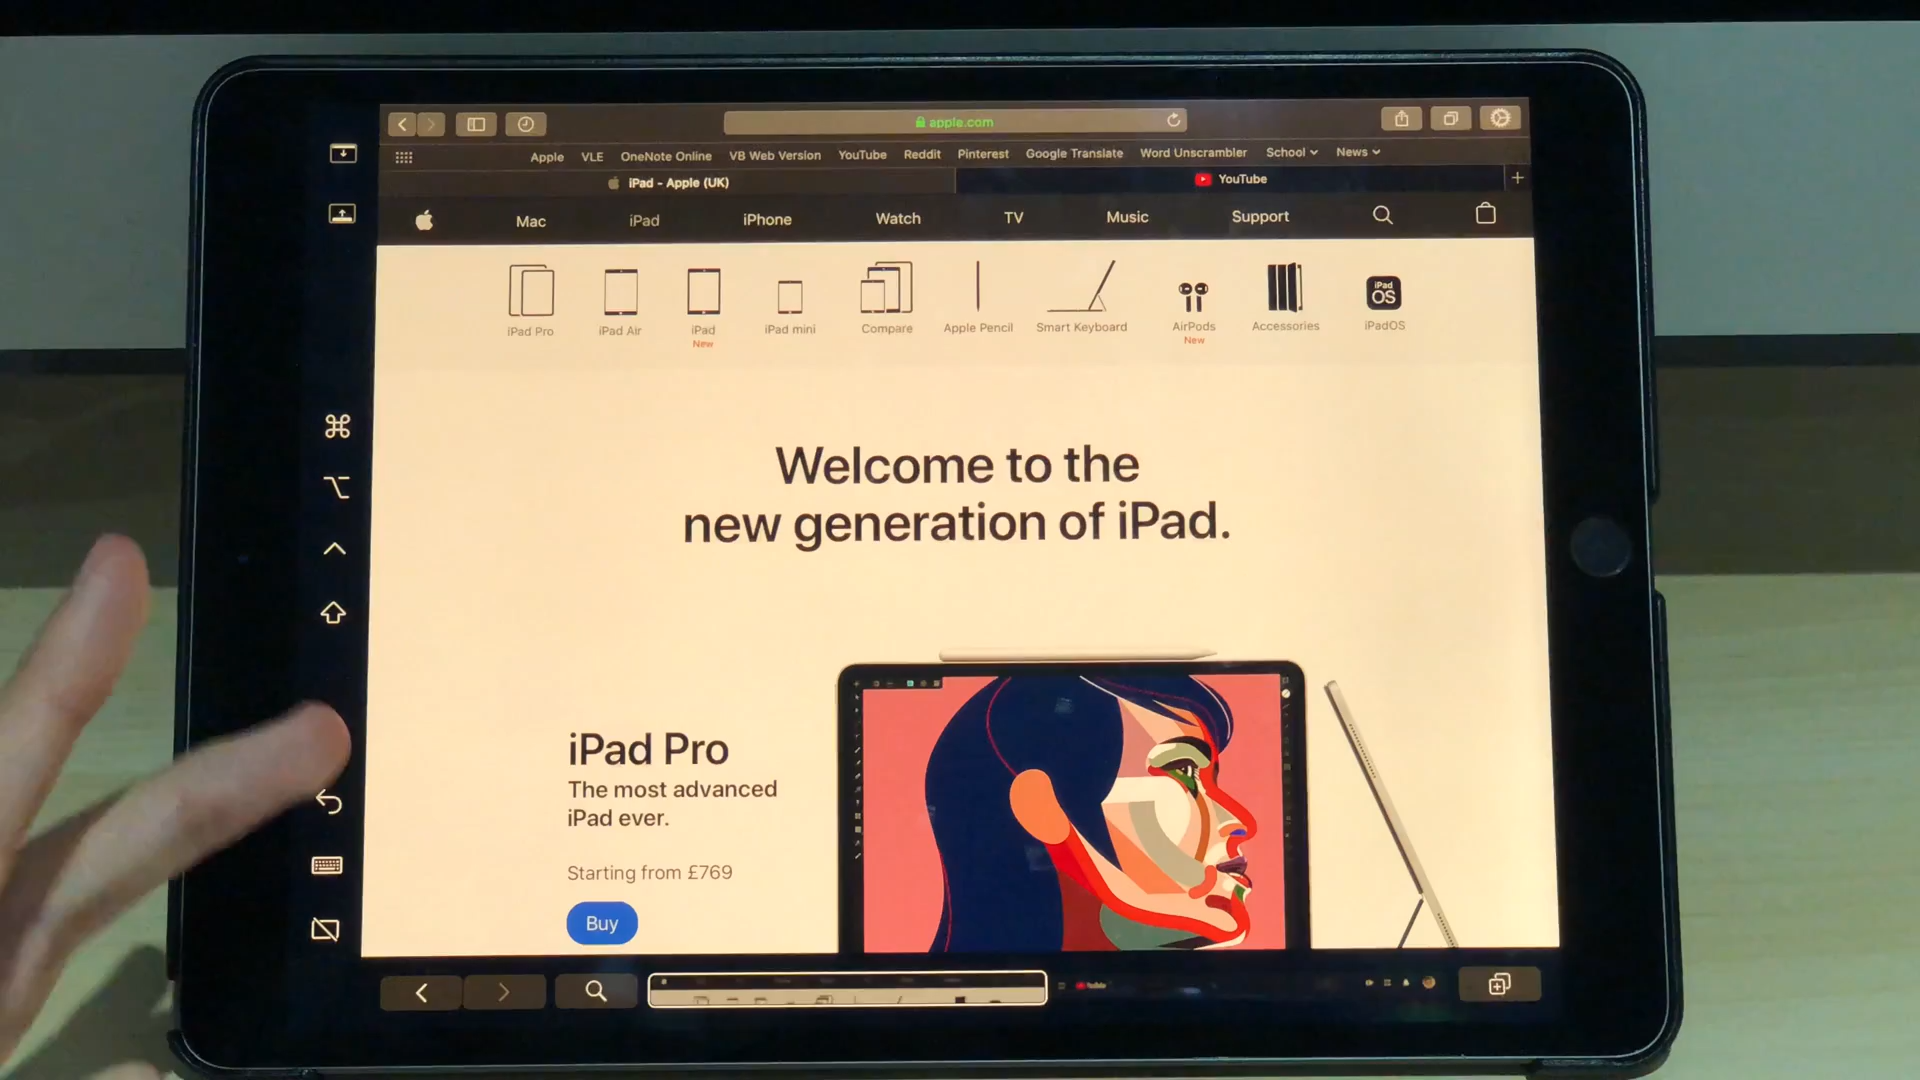 apple.com
Apple VLE OneNote Online VB Web Version YouTube Reddit Pinterest Google Translate Word Unscrambler School News
iPad - Apple (UK) YouTube
Mac iPad iPhone Watch TV Music Support
iPad Pro iPad Air iPad iPad mini Compare Apple Pencil Smart Keyboard AirPods Accessories iPadOS
iPad OS
New New
Welcome to the
new generation of iPad.
iPad Pro
The most advanced
iPad ever.
Starting from £769
Buy
YouTube